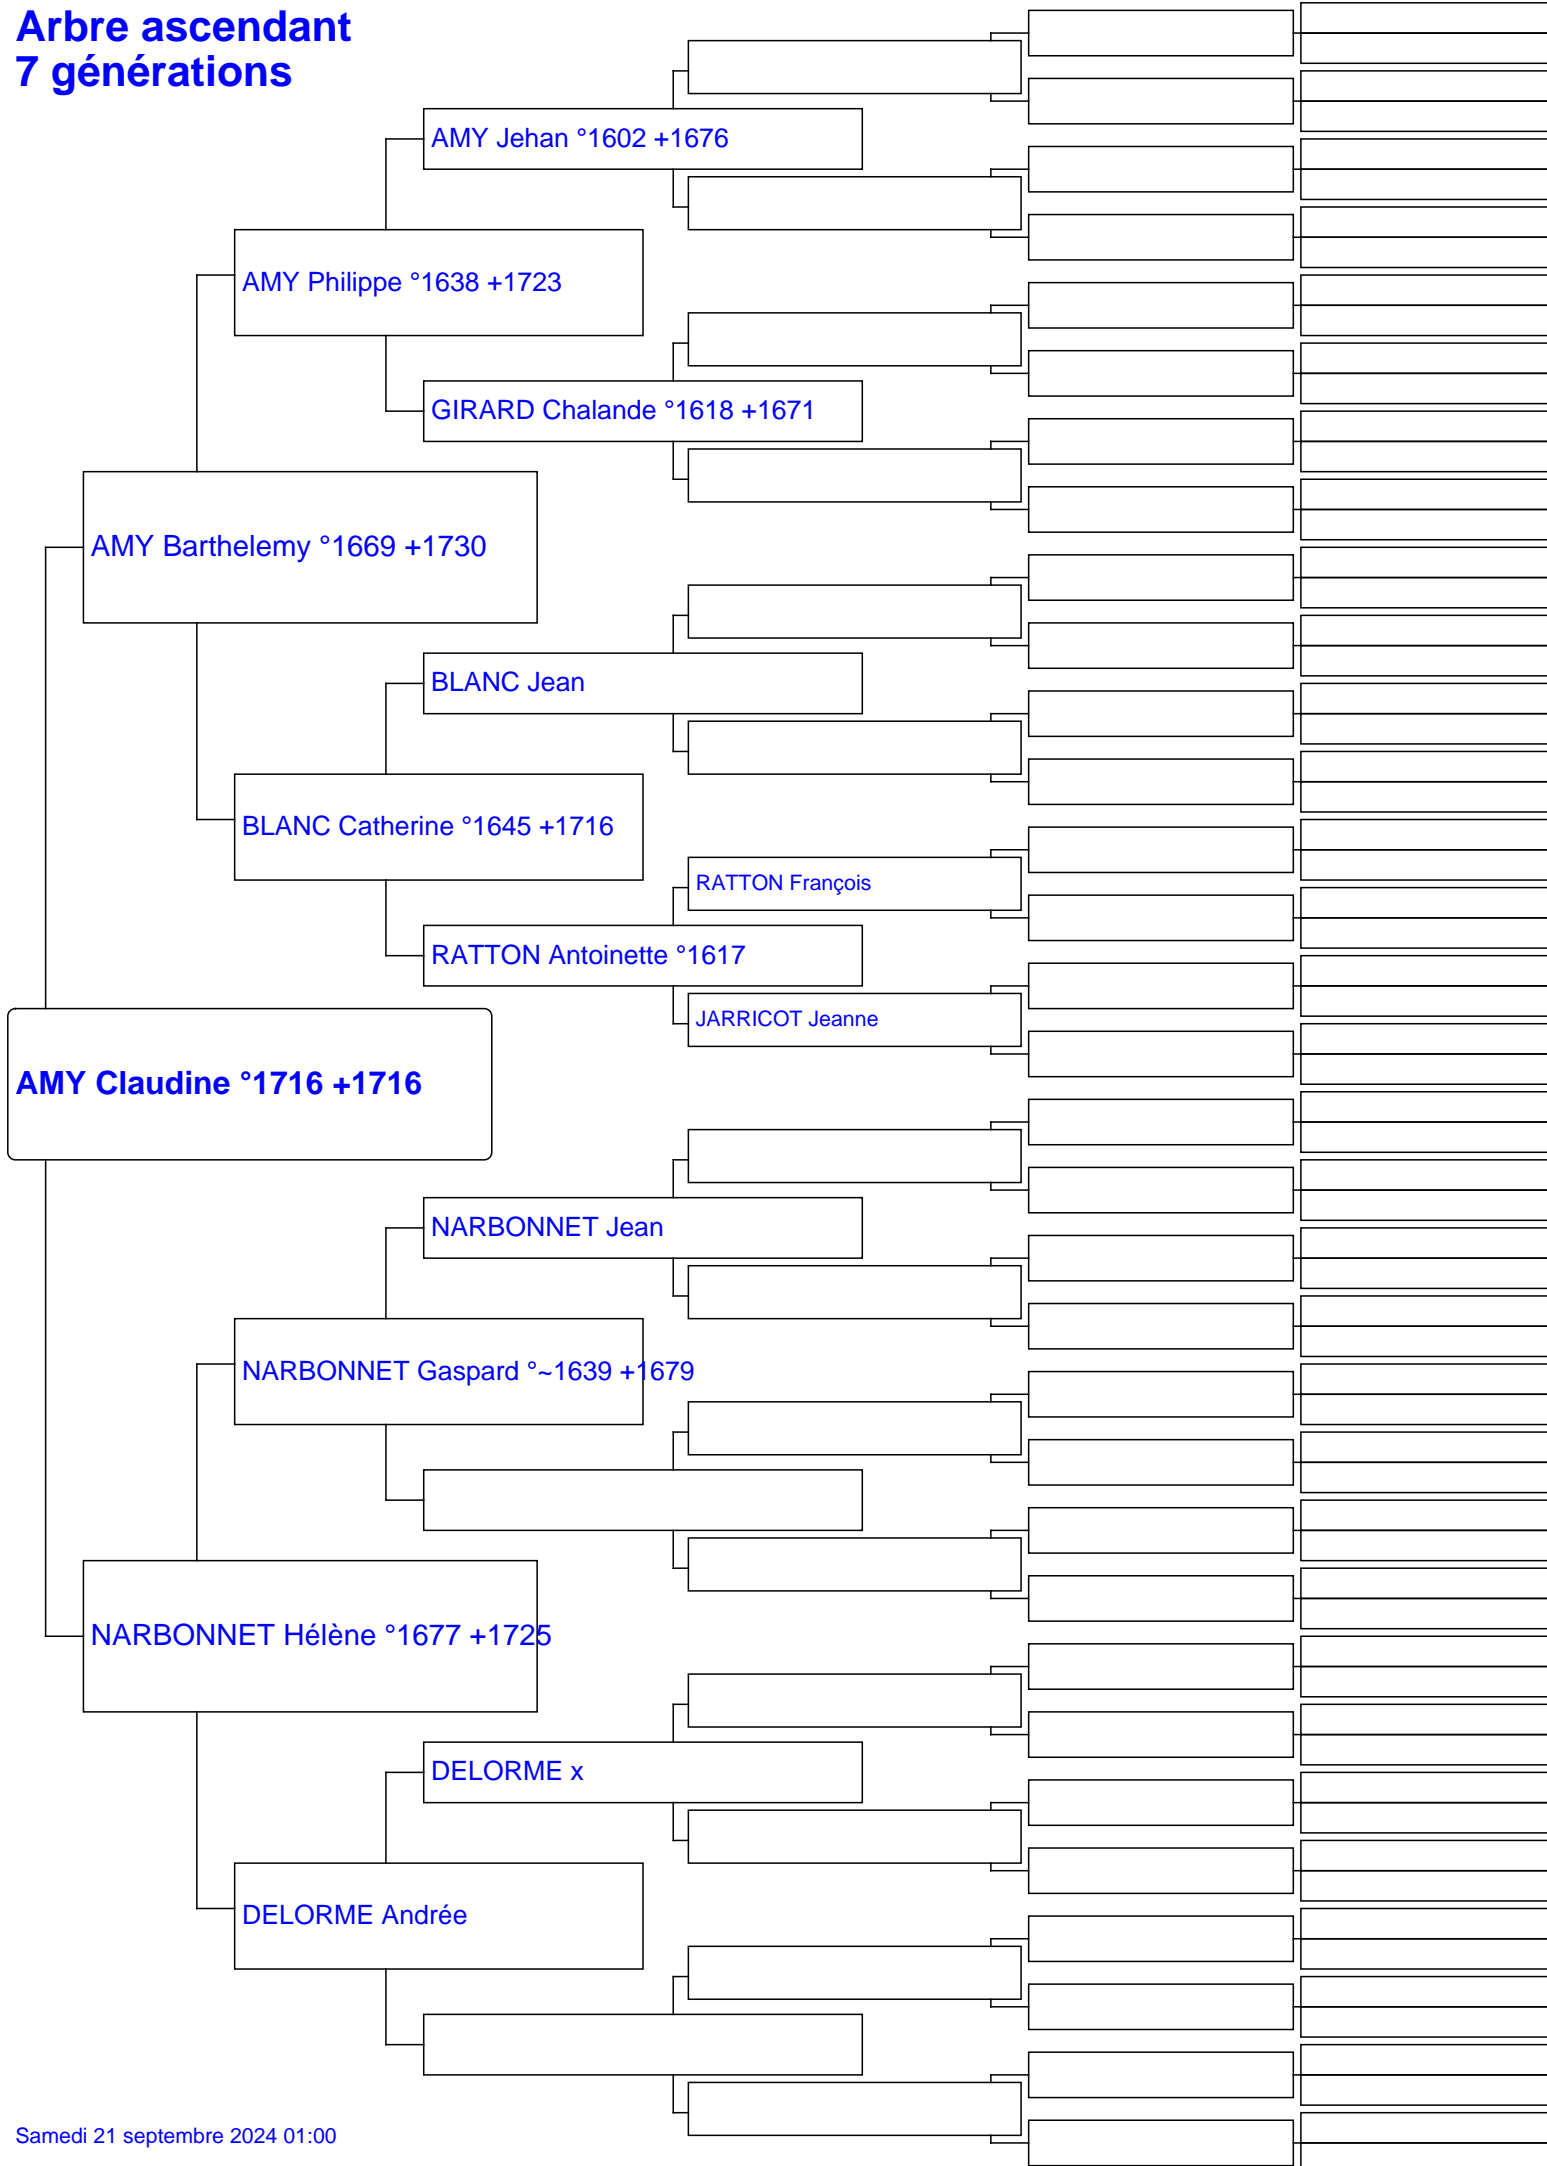 Arbre ascendant
7 générations
AMY Jehan °1602 +1676
AMY Philippe °1638 +1723
GIRARD Chalande °1618 +1671
AMY Barthelemy °1669 +1730
BLANC Jean
BLANC Catherine °1645 +1716
RATTON François
RATTON Antoinette °1617
JARRICOT Jeanne
AMY Claudine °1716 +1716
NARBONNET Jean
NARBONNET Gaspard °~1639 +1679
NARBONNET Hélène °1677 +1725
DELORME x
DELORME Andrée
Samedi 21 septembre 2024 01:00